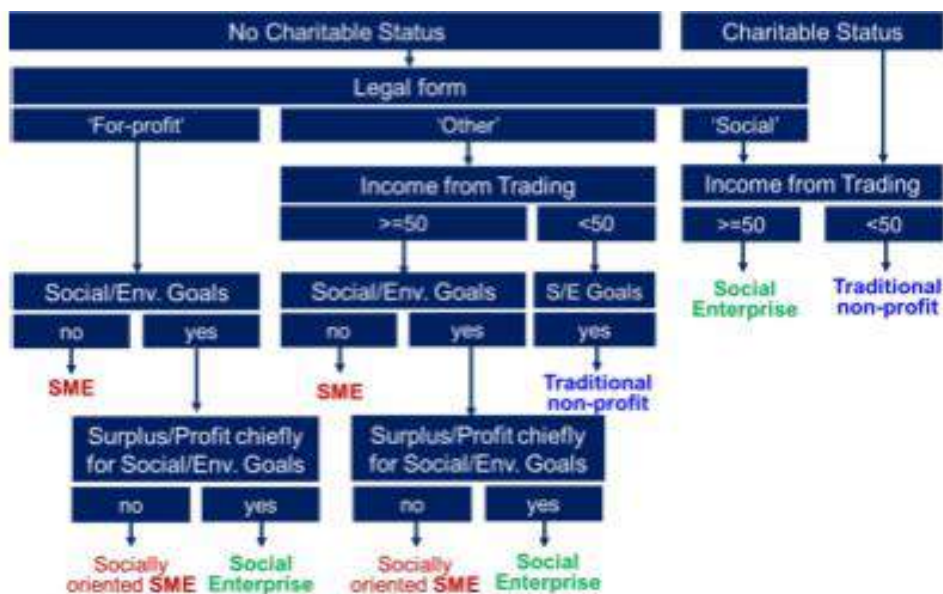 No Charitable Status
Charitable Status
Legal form
'For-profit'
'Other'
'Social'
Income from Trading
Income from Trading
>=50
<50
>=50
<50
Social/Env. Goals
Social/Env. Goals
S/E Goals
Social
Enterprise
Traditional
non-profit
no
yes
no
yes
yes
SME
SME
Traditional
non-profit
Surplus/Profit chiefly
for Social/Env. Goals
Surplus/Profit chiefly
for Social/Env. Goals
no
yes
no
yes
Socially
oriented SME
Social
Enterprise
Socially
oriented SME
Social
Enterprise